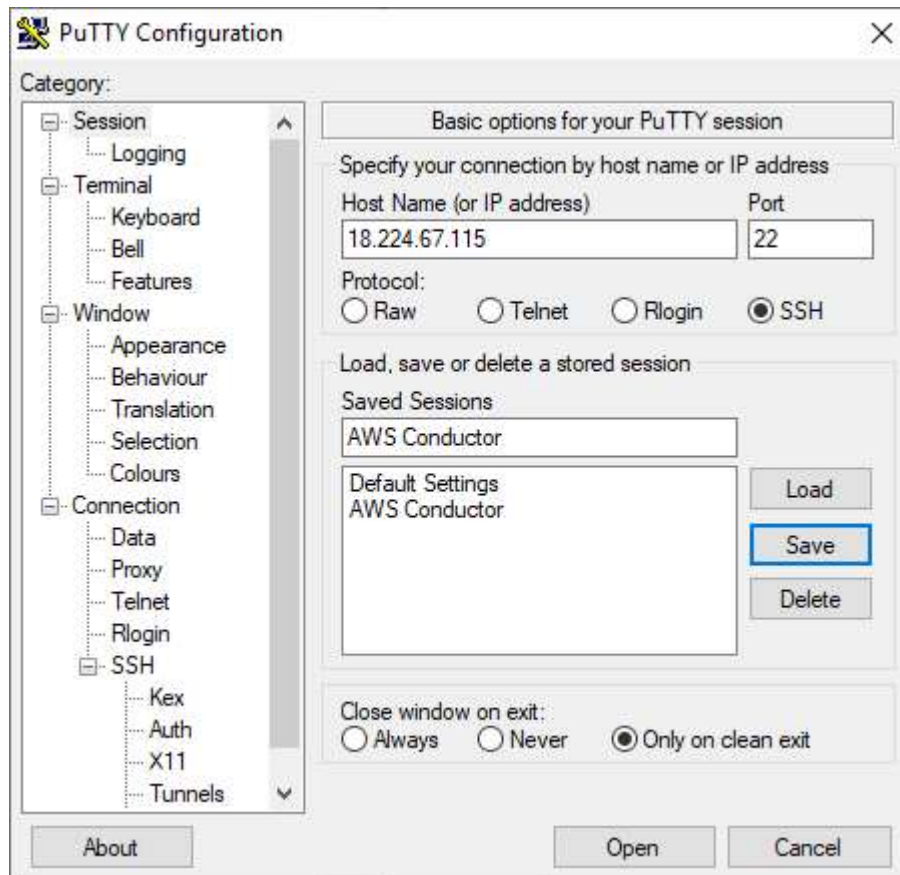 PuTTY Configuration
Category:
Session
Logging
Terminal
Keyboard
Bell
Features
Window
Appearance
Behaviour
Translation
Selection
Colours
Connection
Data
Proxy
Telnet
Rlogin
SSH
Kex
Auth
X11
Tunnels
Basic options for your PuTTY session
Specify your connection by host name or IP address
Host Name (or IP address) Port
18.224.67.115 22
Protocol:
Raw Telnet Rlogin SSH
Load, save or delete a stored session
Saved Sessions
AWS Conductor
Default Settings
AWS Conductor
Load
Save
Delete
Close window on exit:
Always Never Only on clean exit
About Open Cancel